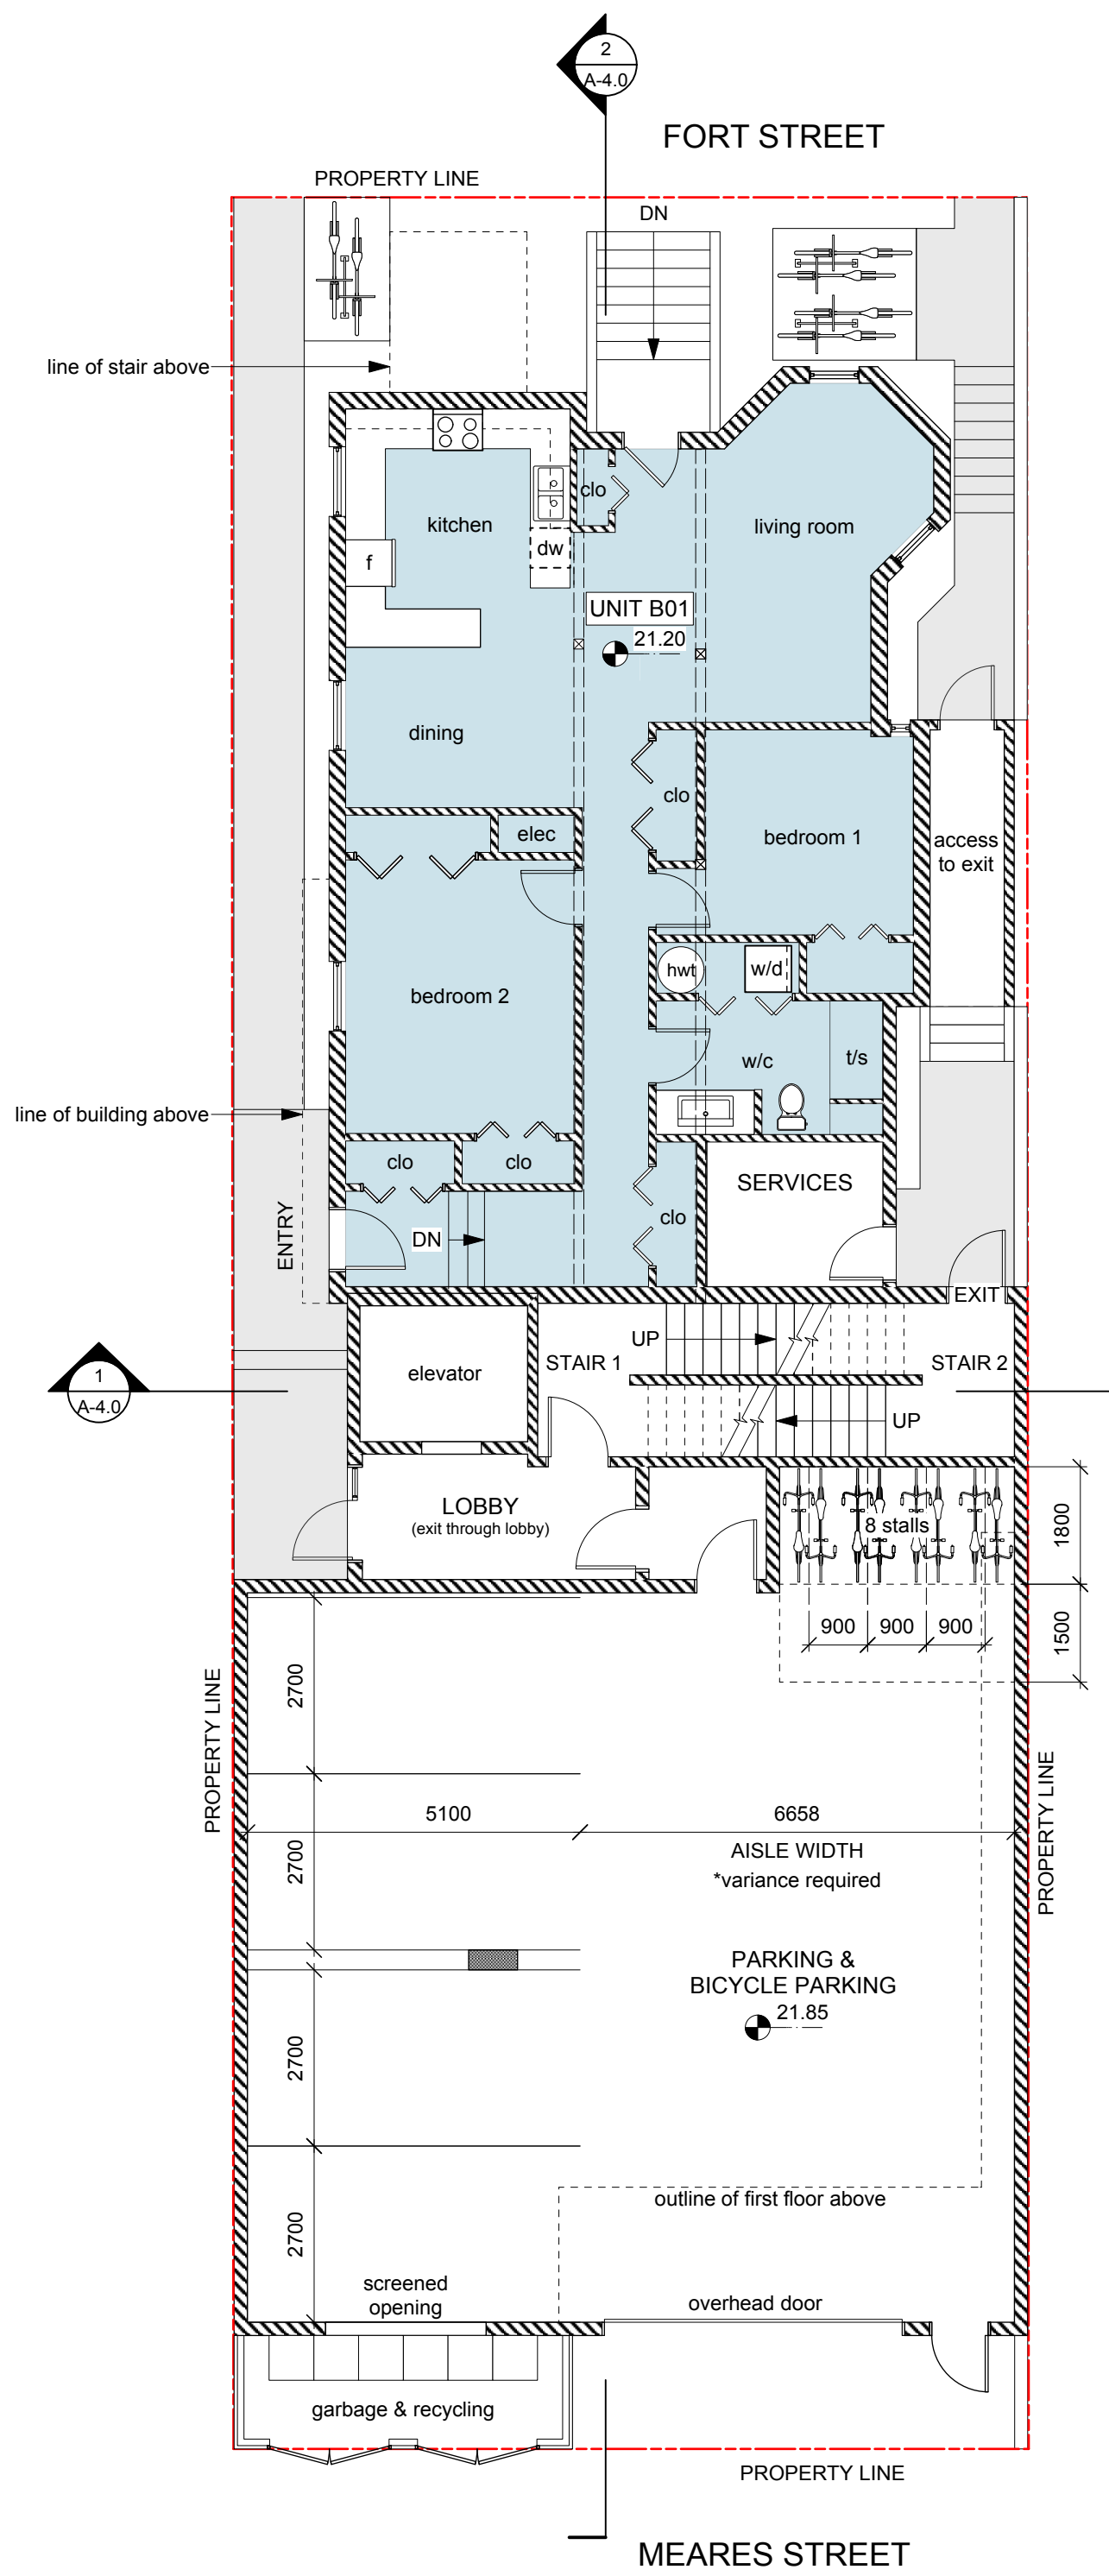 2
A-4.0
FORT STREET
PROPERTY LINE
DN
line of stair above
clo
kitchen
living room
dw
f
UNIT B01
21.20
dining
clo
elec
bedroom 1
access
to exit
hwt
w/d
bedroom 2
w/c
t/s
line of building above
clo
clo
SERVICES
clo
ENTRY
DN
EXIT
UP
STAIR 1
STAIR 2
elevator
1
A-4.0
UP
LOBBY
(exit through lobby)
8 stalls
1800
900
900
900
1500
2700
PROPERTY LINE
5100
6658
PROPERTY LINE
AISLE WIDTH
*variance required
2700
PARKING &
BICYCLE PARKING
21.85
2700
outline of first floor above
2700
screened
opening
overhead door
garbage & recycling
PROPERTY LINE
MEARES STREET